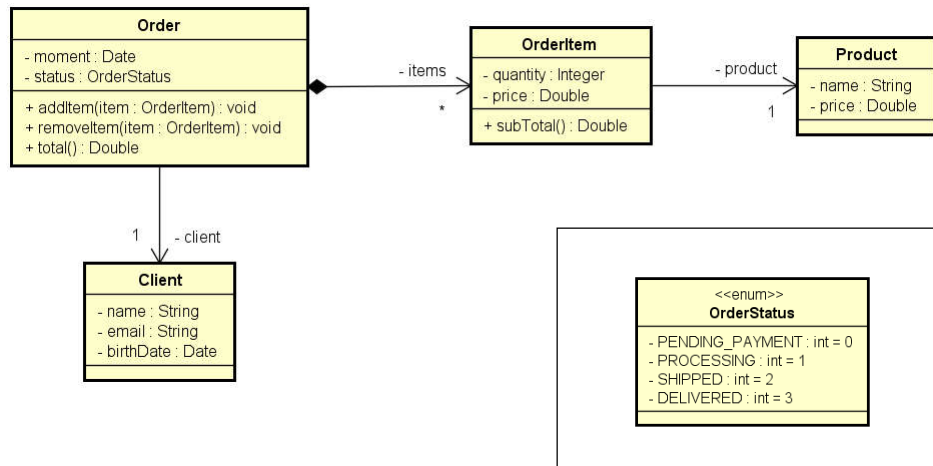 Order
- moment : Date
- status : OrderStatus
+ addItem(item : OrderItem) : void
+ removeItem(item : OrderItem) : void
+ total() : Double
- items
*
OrderItem
- quantity : Integer
- price : Double
+ subTotal() : Double
- product
1
Product
- name : String
- price : Double
1
- client
Client
- name : String
- email : String
- birthDate : Date
<<enum>>
OrderStatus
- PENDING_PAYMENT : int = 0
- PROCESSING : int = 1
- SHIPPED : int = 2
- DELIVERED : int = 3